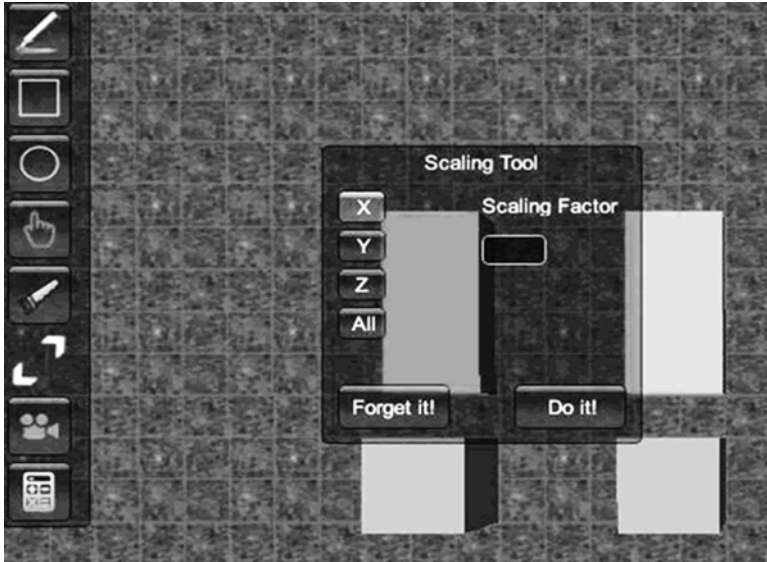 Scaling Tool
X
Scaling Factor
Y
Z
All
Forget it!
Do it!